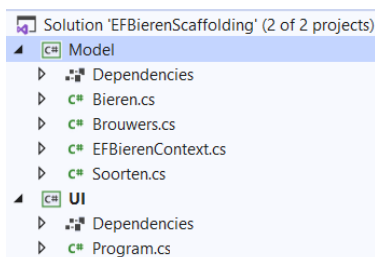 Solution 'EFBierenScaffolding' (2 of 2 projects)
C# Model
Dependencies
C# Bieren.cs
C# Brouwers.cs
C# EFBierenContext.cs
C# Soorten.cs
C# UI
Dependencies
C# Program.cs